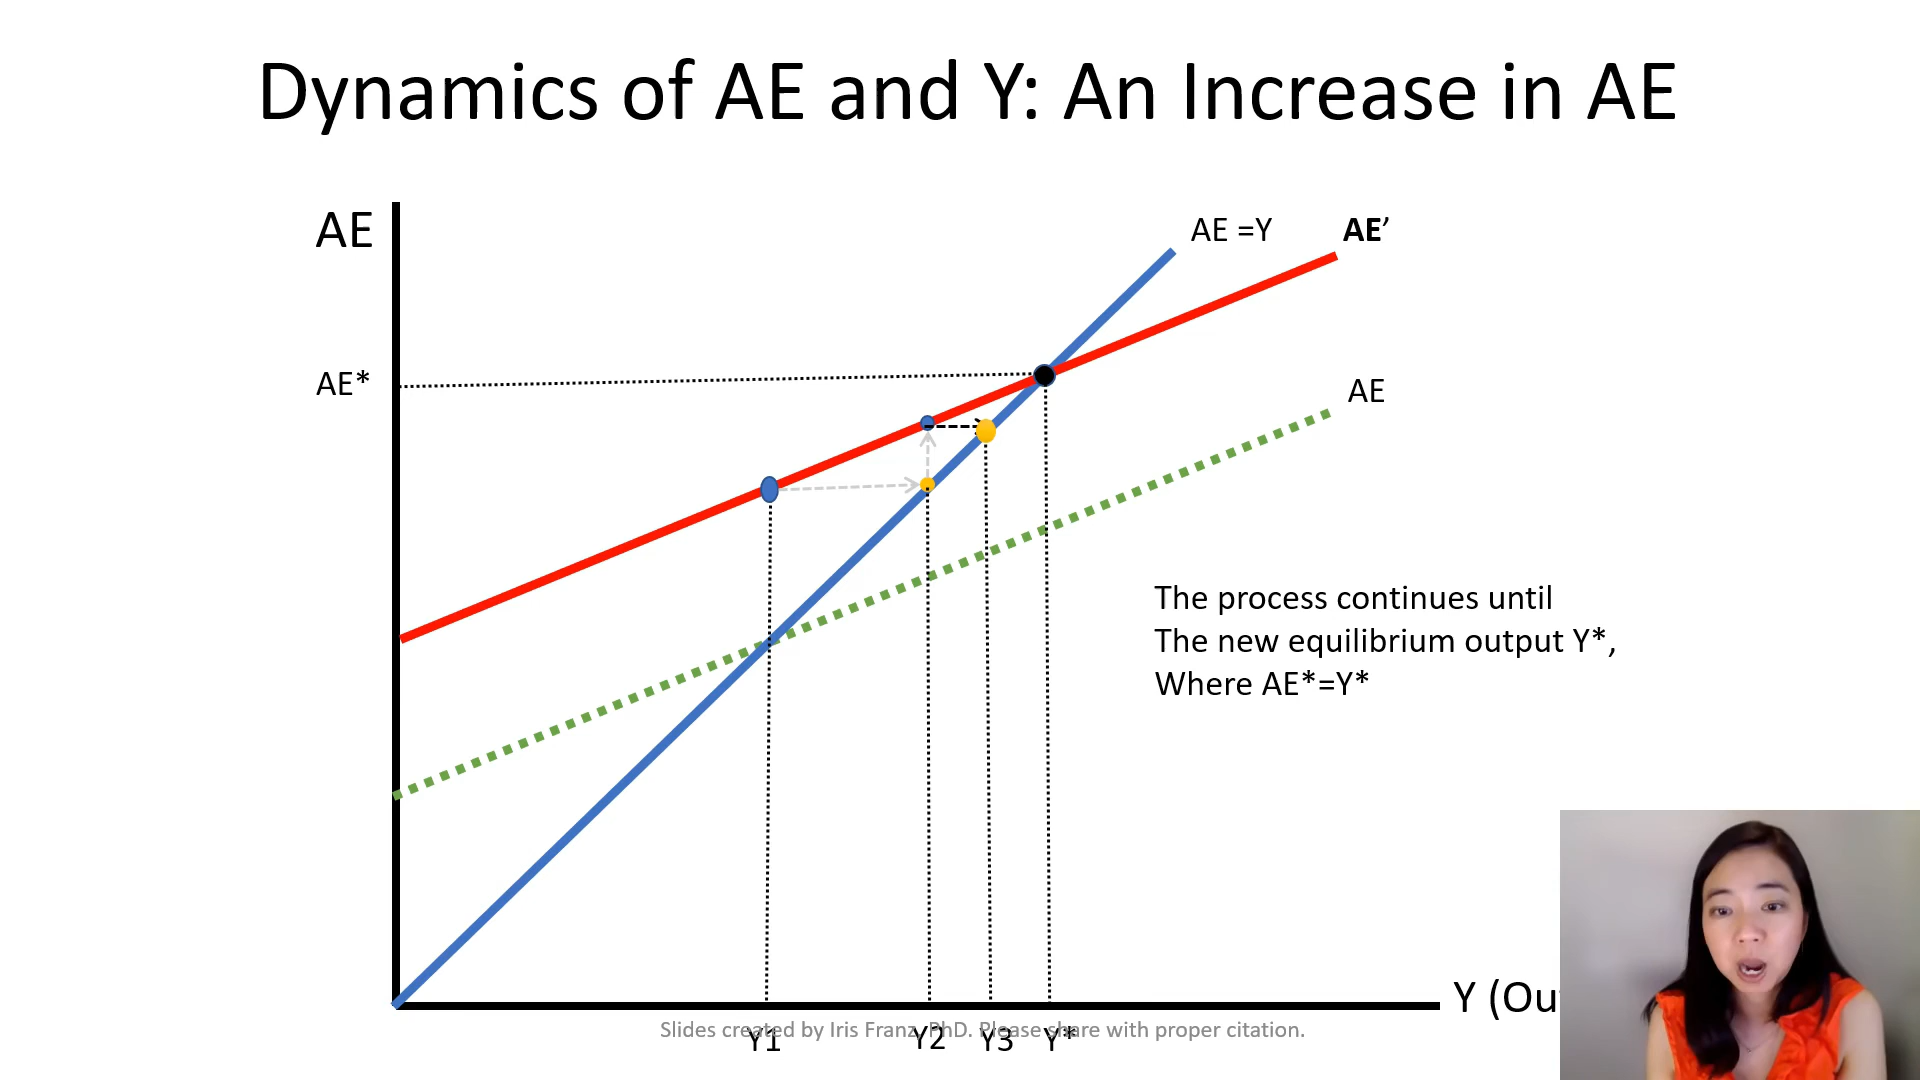 Dynamics of AE and Y: An Increase in AE
AE
AE =Y
AE’
AE*
AE
The process continues until
The new equilibrium output Y*,
Where AE*=Y*
Y (Ou
Slides created by Iris Franz, PhD. Please share with proper citation.
Y1
Y2
Y3
Y*